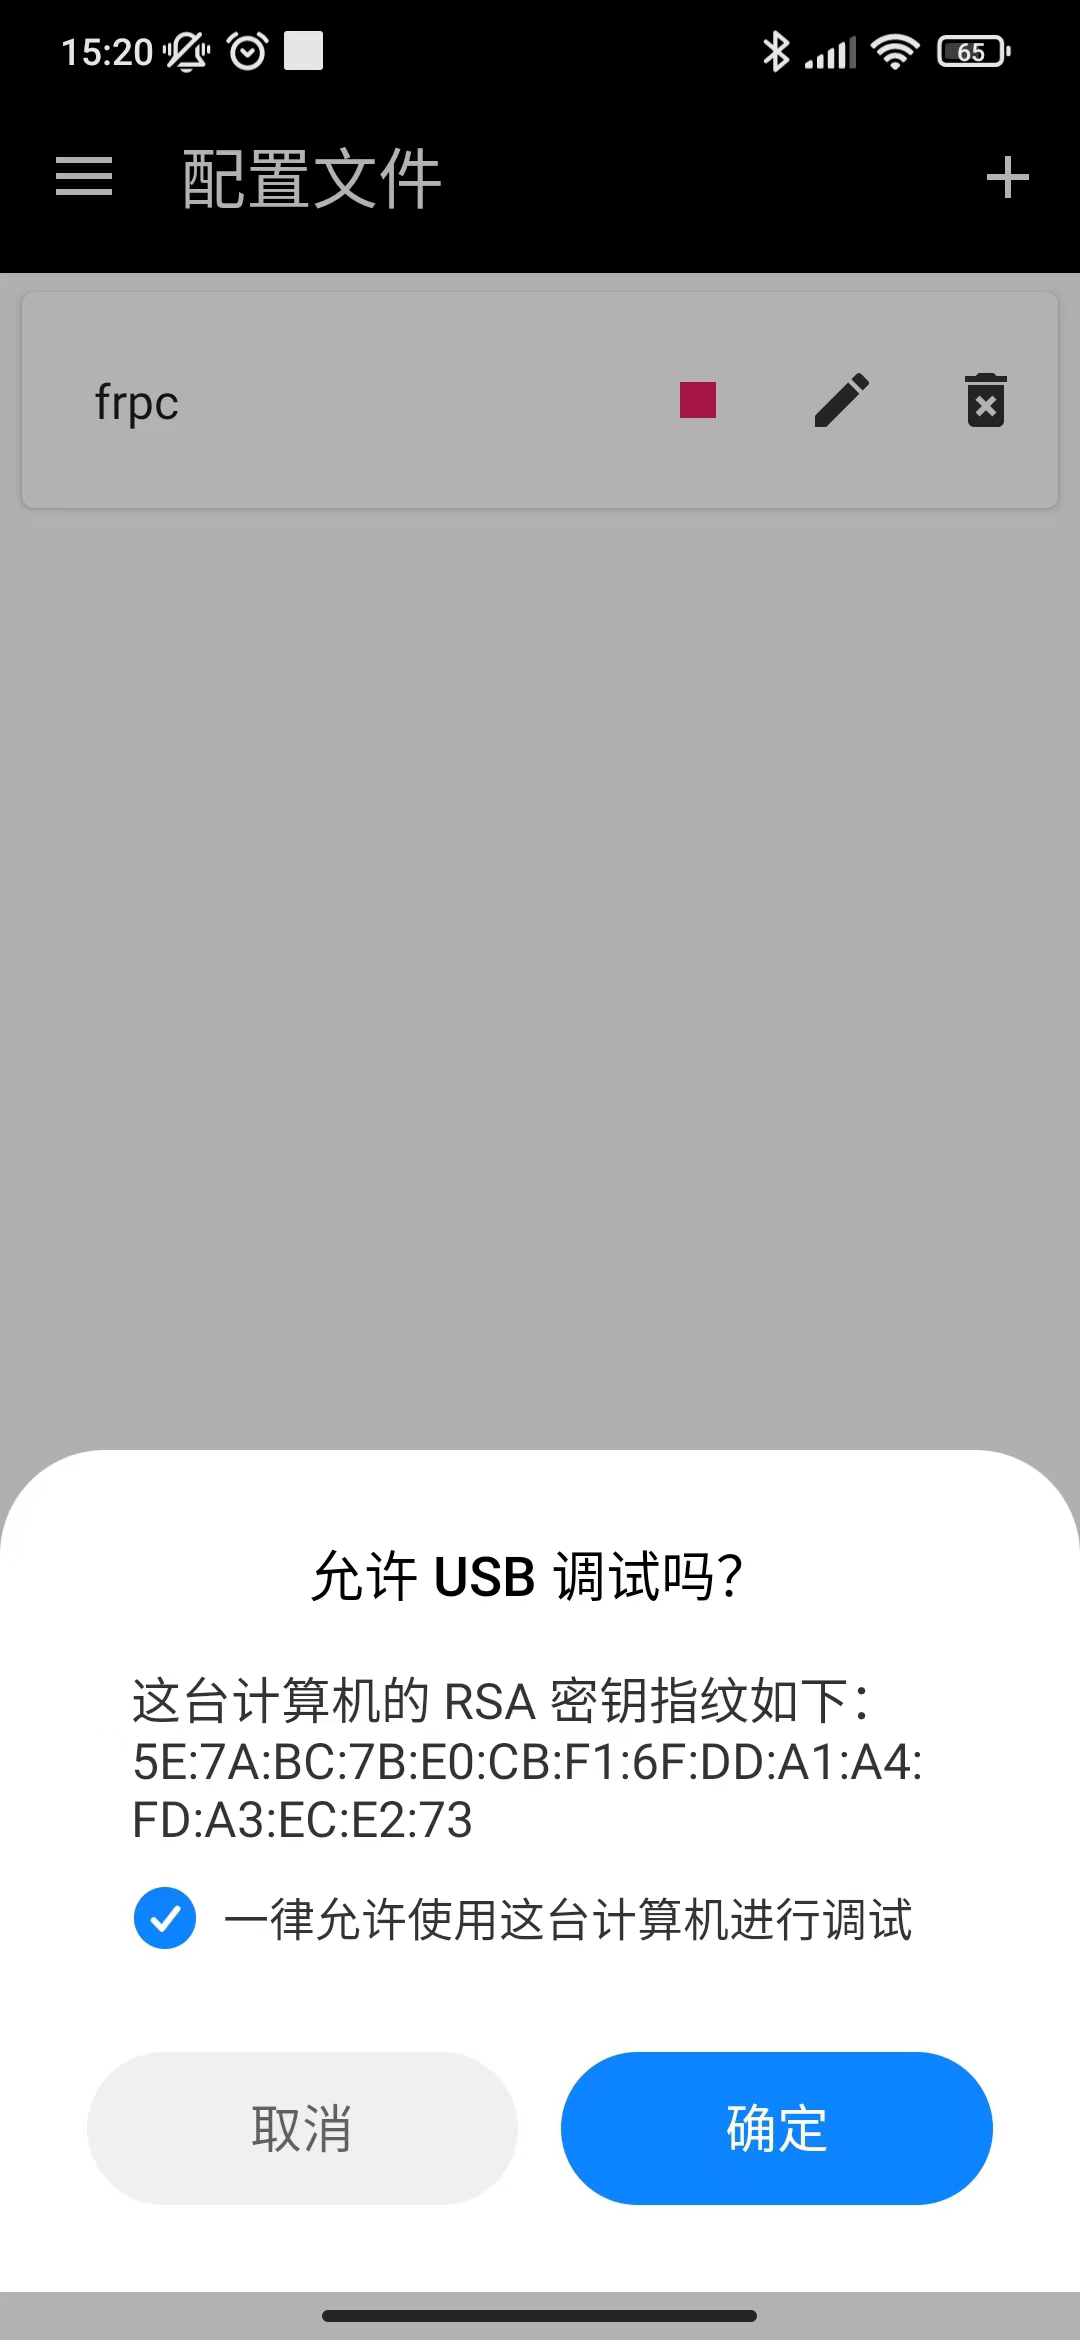 15:20
65
配置文件
frpc
允许 USB 调试吗？
这台计算机的 RSA 密钥指纹如下：
5E:7A:BC:7B:E0:CB:F1:6F:DD:A1:A4:
FD:A3:EC:E2:73
一律允许使用这台计算机进行调试
取消
确定